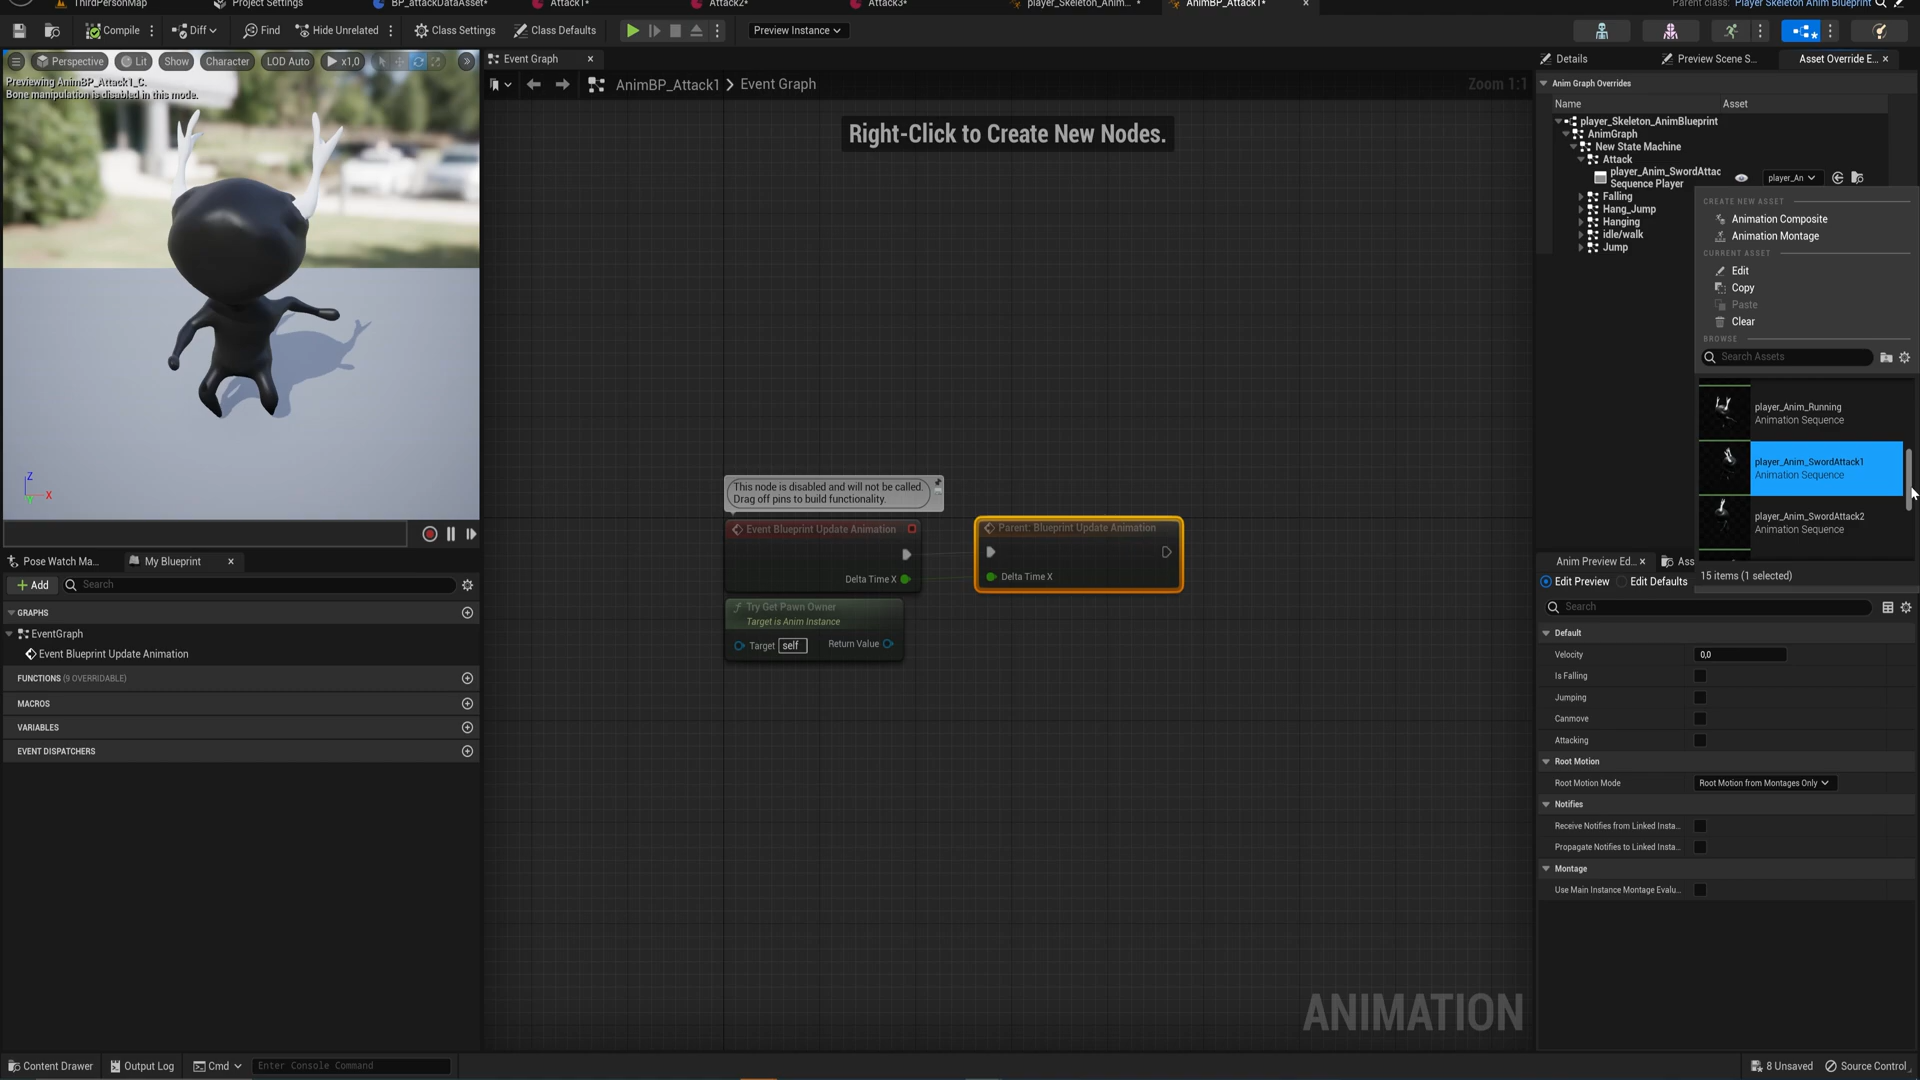 ThirdPersonMap
Project Settings
BP_attackDataAsset*
Attack1*
Attack2*
Attack3*
player_Skeleton_Anim... *
AnimBP_Attack1*
Parent class: Player Skeleton Anim Blueprint
Compile
Diff
Find
Hide Unrelated
Class Settings
Class Defaults
Preview Instance
Perspective
Lit
Show
Character
LOD Auto
x1,0
Previewing AnimBP_Attack1_C.
Bone manipulation is disabled in this mode.
Z
X
Y
Event Graph
AnimBP_Attack1
Event Graph
Zoom 1:1
Right-Click to Create New Nodes.
This node is disabled and will not be called.
Drag off pins to build functionality.
Event Blueprint Update Animation
Delta Time X
Parent: Blueprint Update Animation
Delta Time X
Try Get Pawn Owner
Target is Anim Instance
Target self
Return Value
ANIMATION
Pose Watch Ma...
My Blueprint
Add
Search
GRAPHS
EventGraph
Event Blueprint Update Animation
FUNCTIONS (9 OVERRIDABLE)
MACROS
VARIABLES
EVENT DISPATCHERS
Details
Preview Scene S...
Asset Override E...
Anim Graph Overrides
Name
Asset
player_Skeleton_AnimBlueprint
AnimGraph
New State Machine
Attack
player_Anim_SwordAttac
Sequence Player
player_An
Falling
Hang_Jump
Hanging
idle/walk
Jump
CREATE NEW ASSET
Animation Composite
Animation Montage
CURRENT ASSET
Edit
Copy
Paste
Clear
BROWSE
Search Assets
player_Anim_Running
Animation Sequence
player_Anim_SwordAttack1
Animation Sequence
player_Anim_SwordAttack2
Animation Sequence
15 items (1 selected)
Anim Preview Ed...
Ass
Edit Preview
Edit Defaults
Search
Default
Velocity
0,0
Is Falling
Jumping
Canmove
Attacking
Root Motion
Root Motion Mode
Root Motion from Montages Only
Notifies
Receive Notifies from Linked Insta...
Propagate Notifies to Linked Insta...
Montage
Use Main Instance Montage Evalu...
Content Drawer
Output Log
Cmd
Enter Console Command
8 Unsaved
Source Control